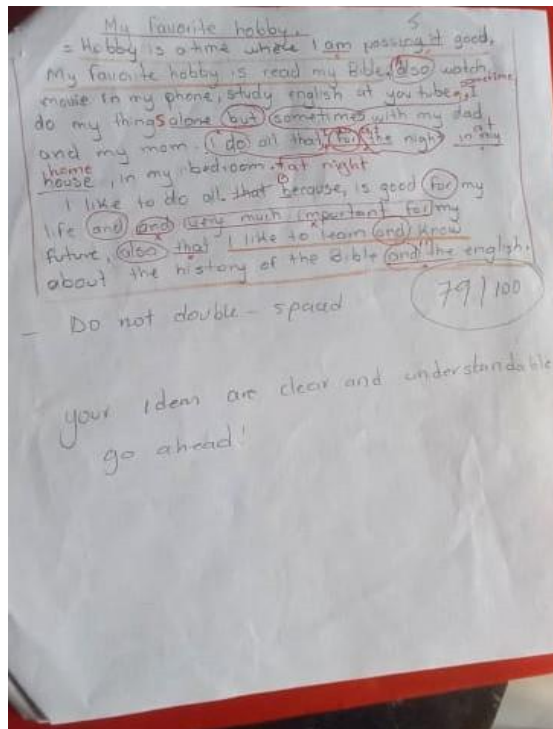 My favorite hobby.
= Hobby is a time where I am passing it good.
My favorite hobby is read my Bible, also watch
movie in my phone, study english at you tube, I
sometime
do my things alone but sometimes with my dad
and my mom. I do all that, for the night in my
at
home
house, in my bedroom. at night
I like to do all. that because, is good for my
life and and very much important for my
future, also that I like to learn and know
about the history of the Bible and the english.
79/100
- Do not double-spaced
your ideas are clear and understandable
go ahead!